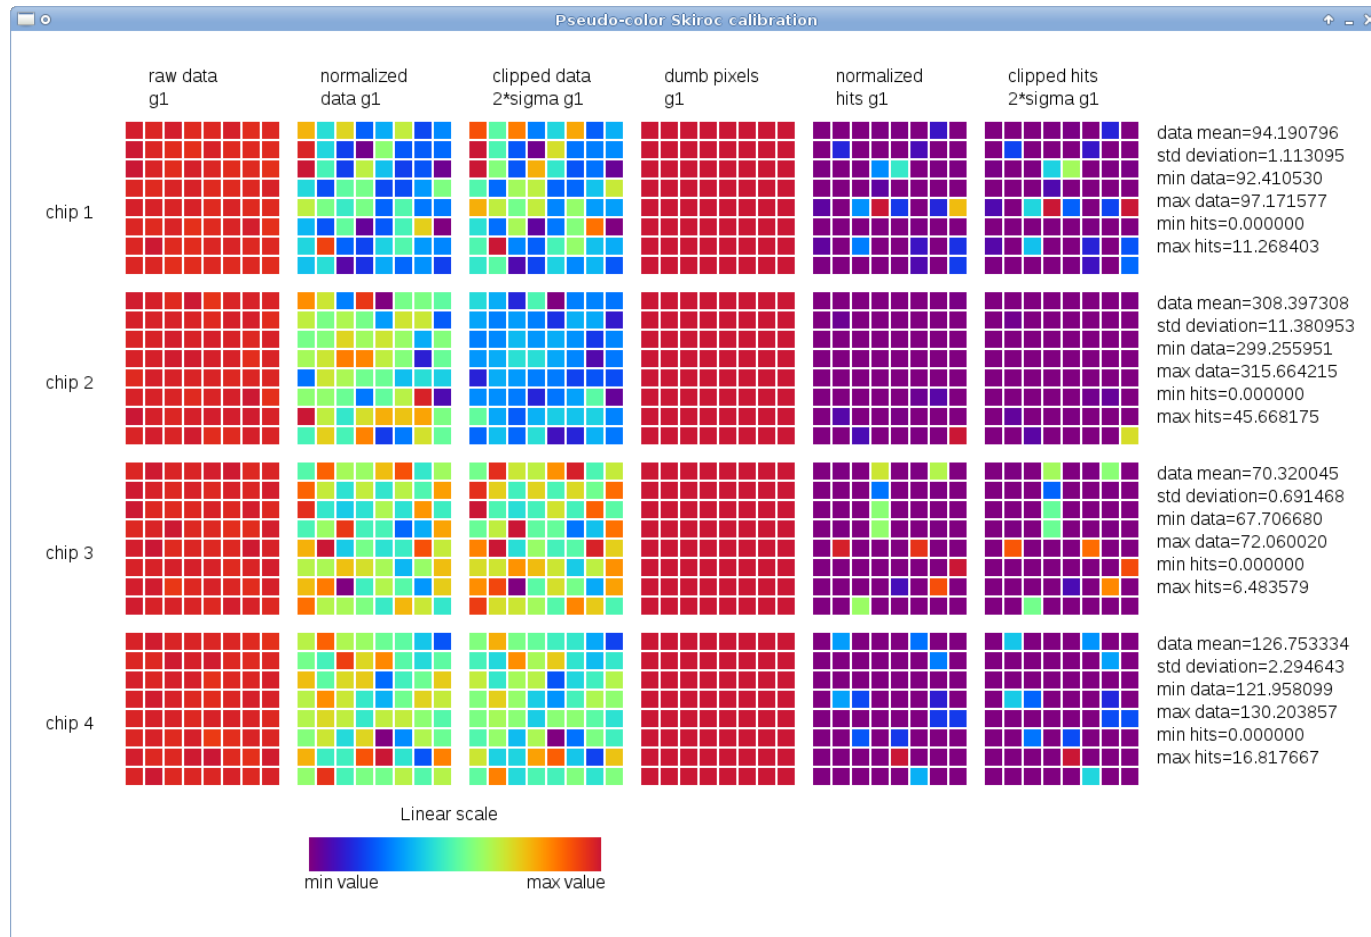 Pseudo-color Skiroc calibration
raw data
g1
normalized
data g1
clipped data
2*sigma g1
dumb pixels
g1
normalized
hits g1
clipped hits
2*sigma g1
chip 1
data mean=94.190796
std deviation=1.113095
min data=92.410530
max data=97.171577
min hits=0.000000
max hits=11.268403
chip 2
data mean=308.397308
std deviation=11.380953
min data=299.255951
max data=315.664215
min hits=0.000000
max hits=45.668175
chip 3
data mean=70.320045
std deviation=0.691468
min data=67.706680
max data=72.060020
min hits=0.000000
max hits=6.483579
chip 4
data mean=126.753334
std deviation=2.294643
min data=121.958099
max data=130.203857
min hits=0.000000
max hits=16.817667
Linear scale
min value
max value